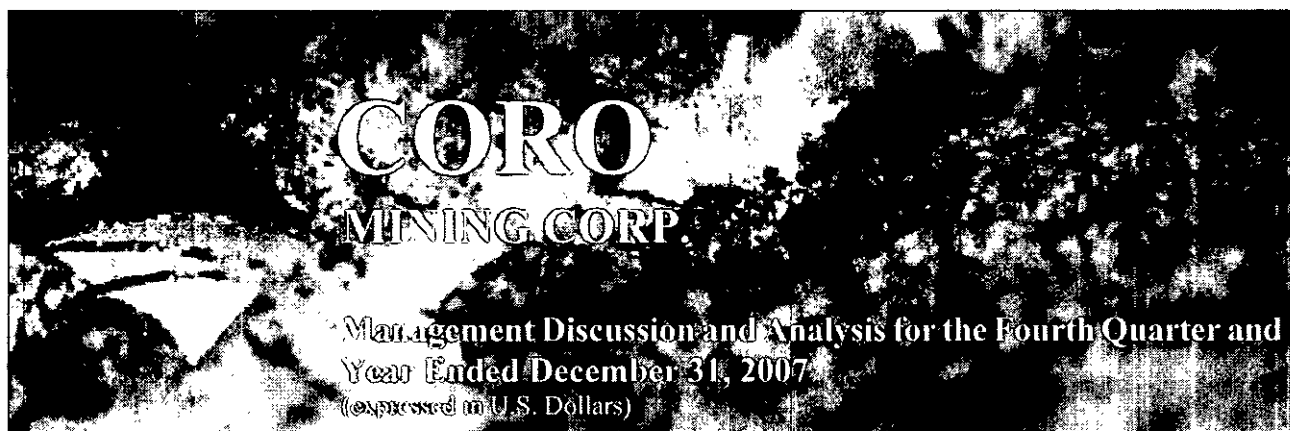 CORO
MINING CORP.
Management Discussion and Analysis for the Fourth Quarter and
Year Ended December 31, 2007
(expressed in U.S. Dollars)